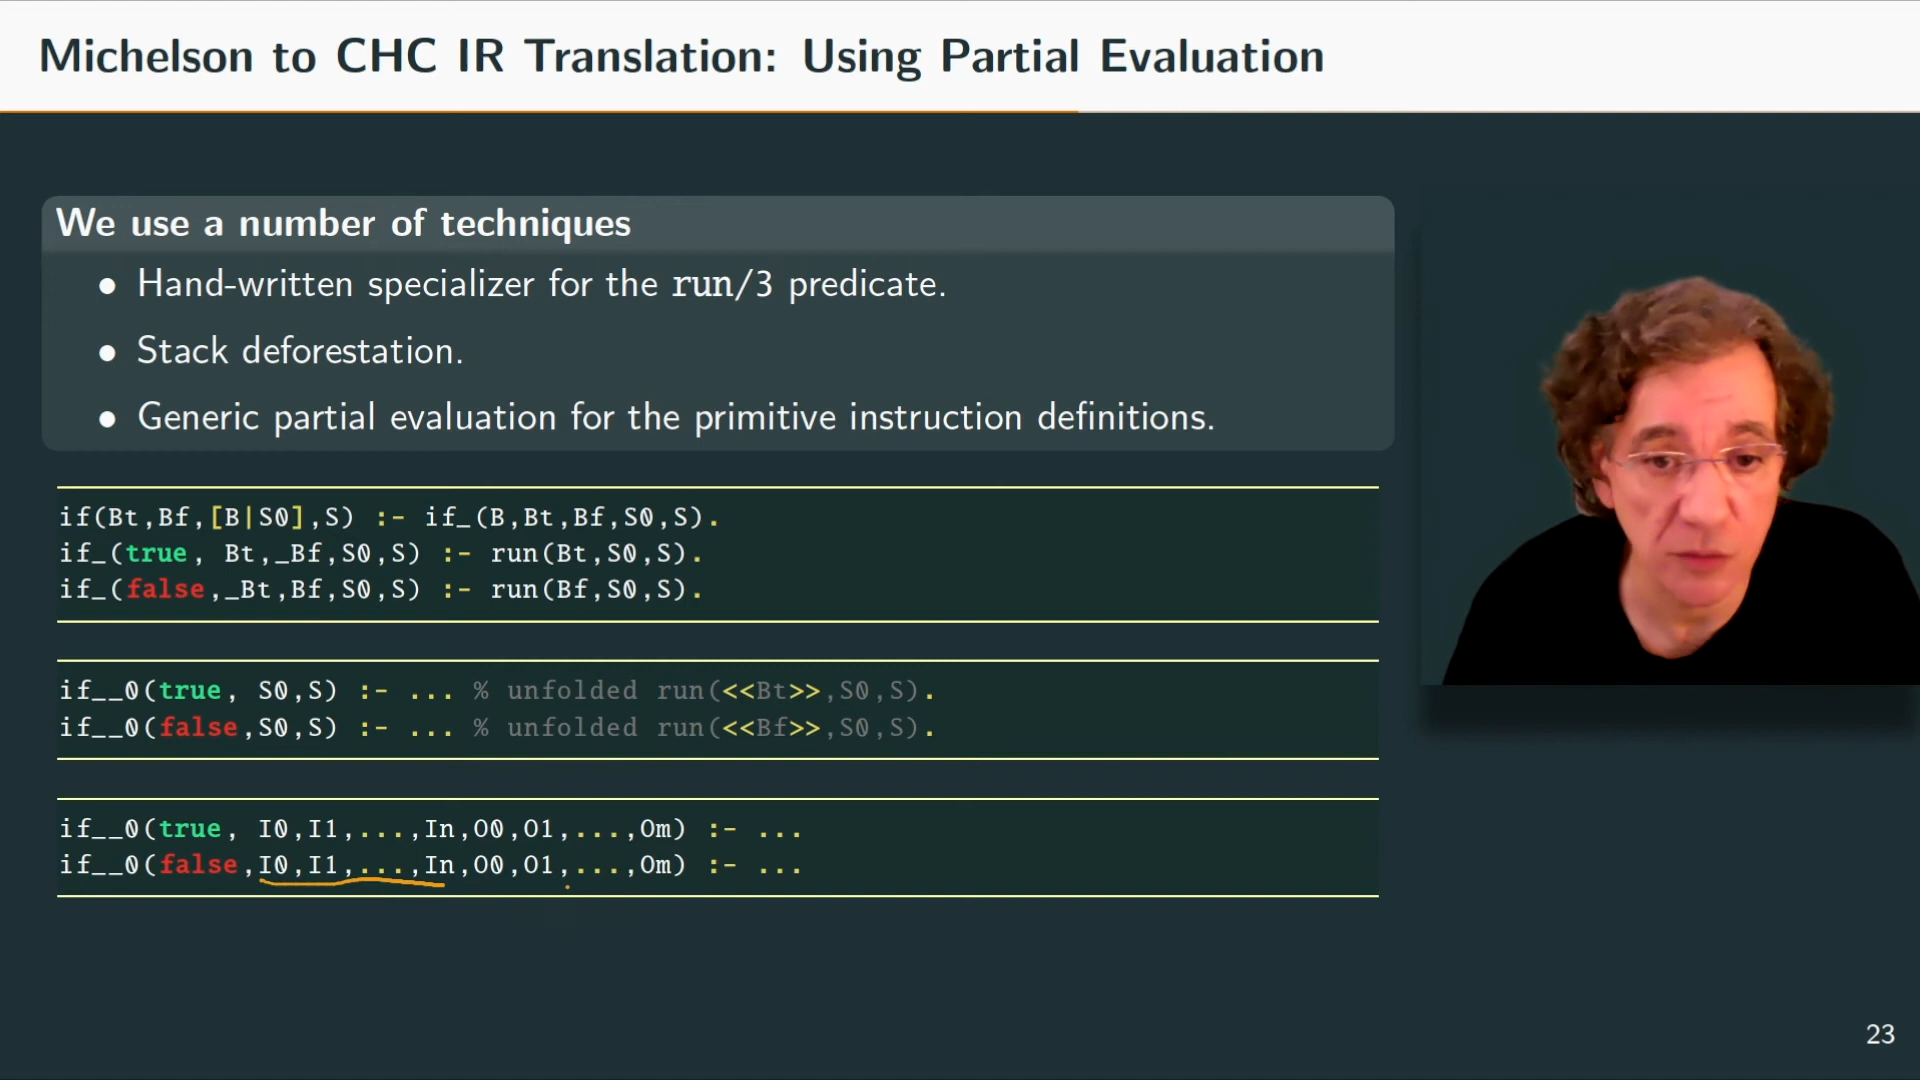 Michelson to CHC IR Translation: Using Partial Evaluation
We use a number of techniques
• Hand-written specializer for the run/3 predicate.
• Stack deforestation.
• Generic partial evaluation for the primitive instruction definitions.
if(Bt,Bf,[B|S0],S) :- if_(B,Bt,Bf,S0,S).
if_(true, Bt,_Bf,S0,S) :- run(Bt,S0,S).
if_(false,_Bt,Bf,S0,S) :- run(Bf,S0,S).
if__0(true, S0,S) :- ... % unfolded run(<<Bt>>,S0,S).
if__0(false,S0,S) :- ... % unfolded run(<<Bf>>,S0,S).
if__0(true, I0,I1,...,In,O0,O1,...,Om) :- ...
if__0(false,I0,I1,...,In,O0,O1,...,Om) :- ...
23